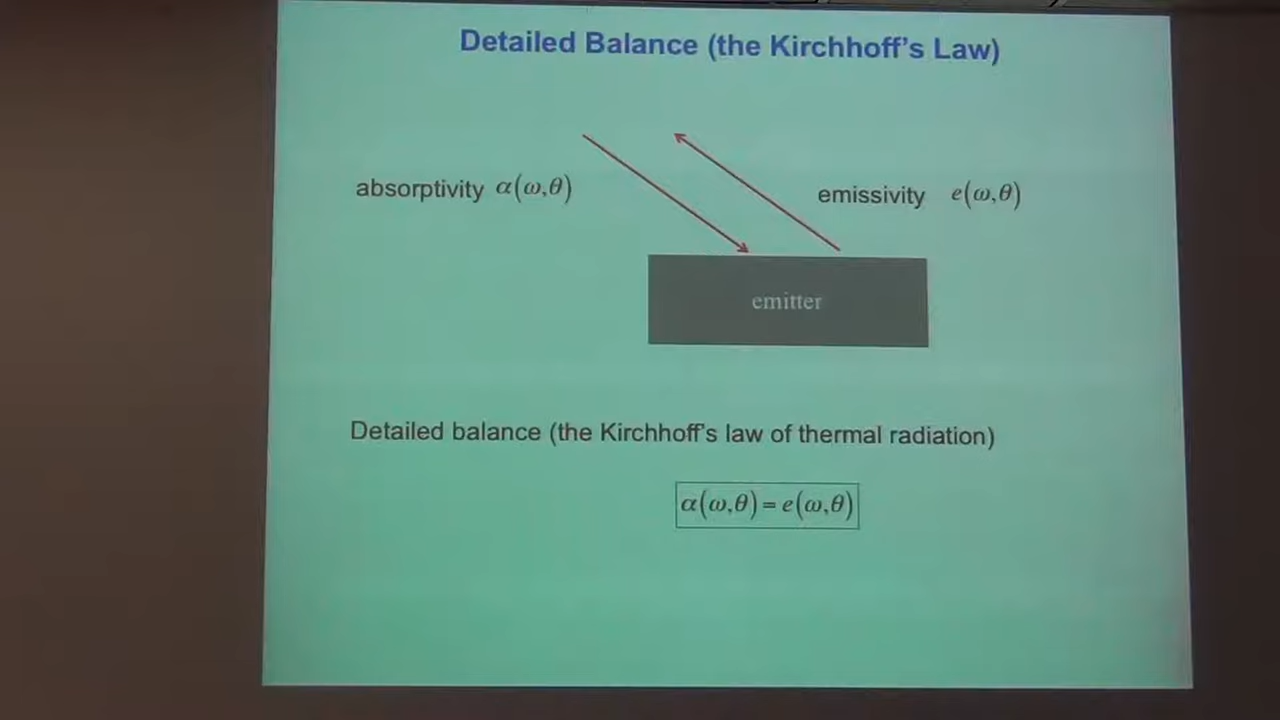 Detailed Balance (the Kirchhoff's Law)
absorptivity α(ω,θ)
emissivity e(ω,θ)
emitter
Detailed balance (the Kirchhoff's law of thermal radiation)
α(ω,θ) = e(ω,θ)